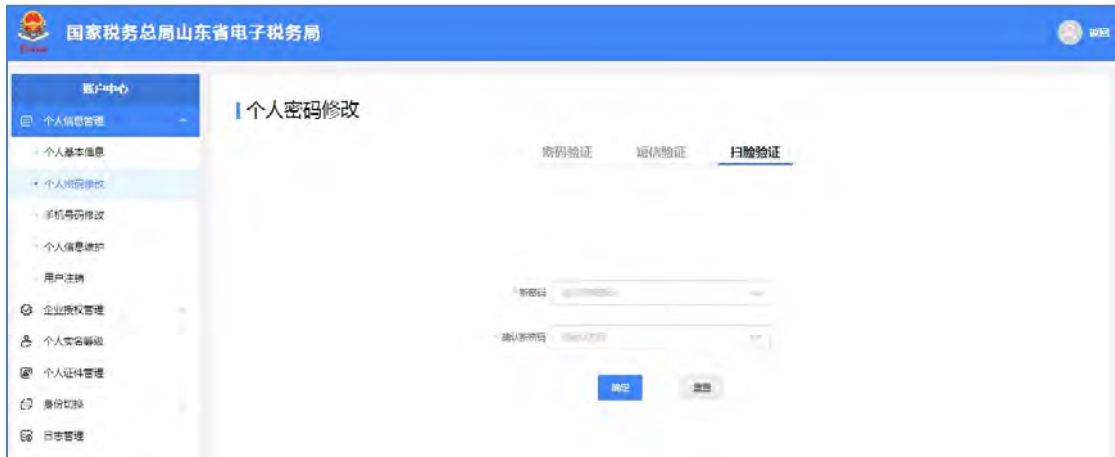 国家税务总局山东省电子税务局
返回
账户中心
个人信息管理
个人基本信息
个人密码修改
手机号码修改
个人信息维护
用户注销
企业授权管理
个人实名等级
个人证件管理
身份切换
日志管理
个人密码修改
密码验证 短信验证 扫脸验证
*新密码
*确认新密码
确定 重置